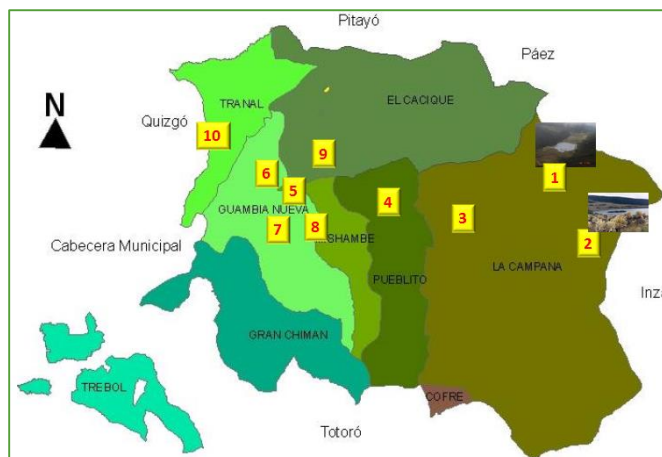 Pitayó
Páez
N
TRANAL
EL CACIQUE
Quizgó
10
9
1
6
5
4
GUAMBIA NUEVA
3
7
8
SHAMBE
2
Cabecera Municipal
PUEBLITO
LA CAMPANA
Inza
GRAN CHIMAN
TREBOL
COFRE
Totoró